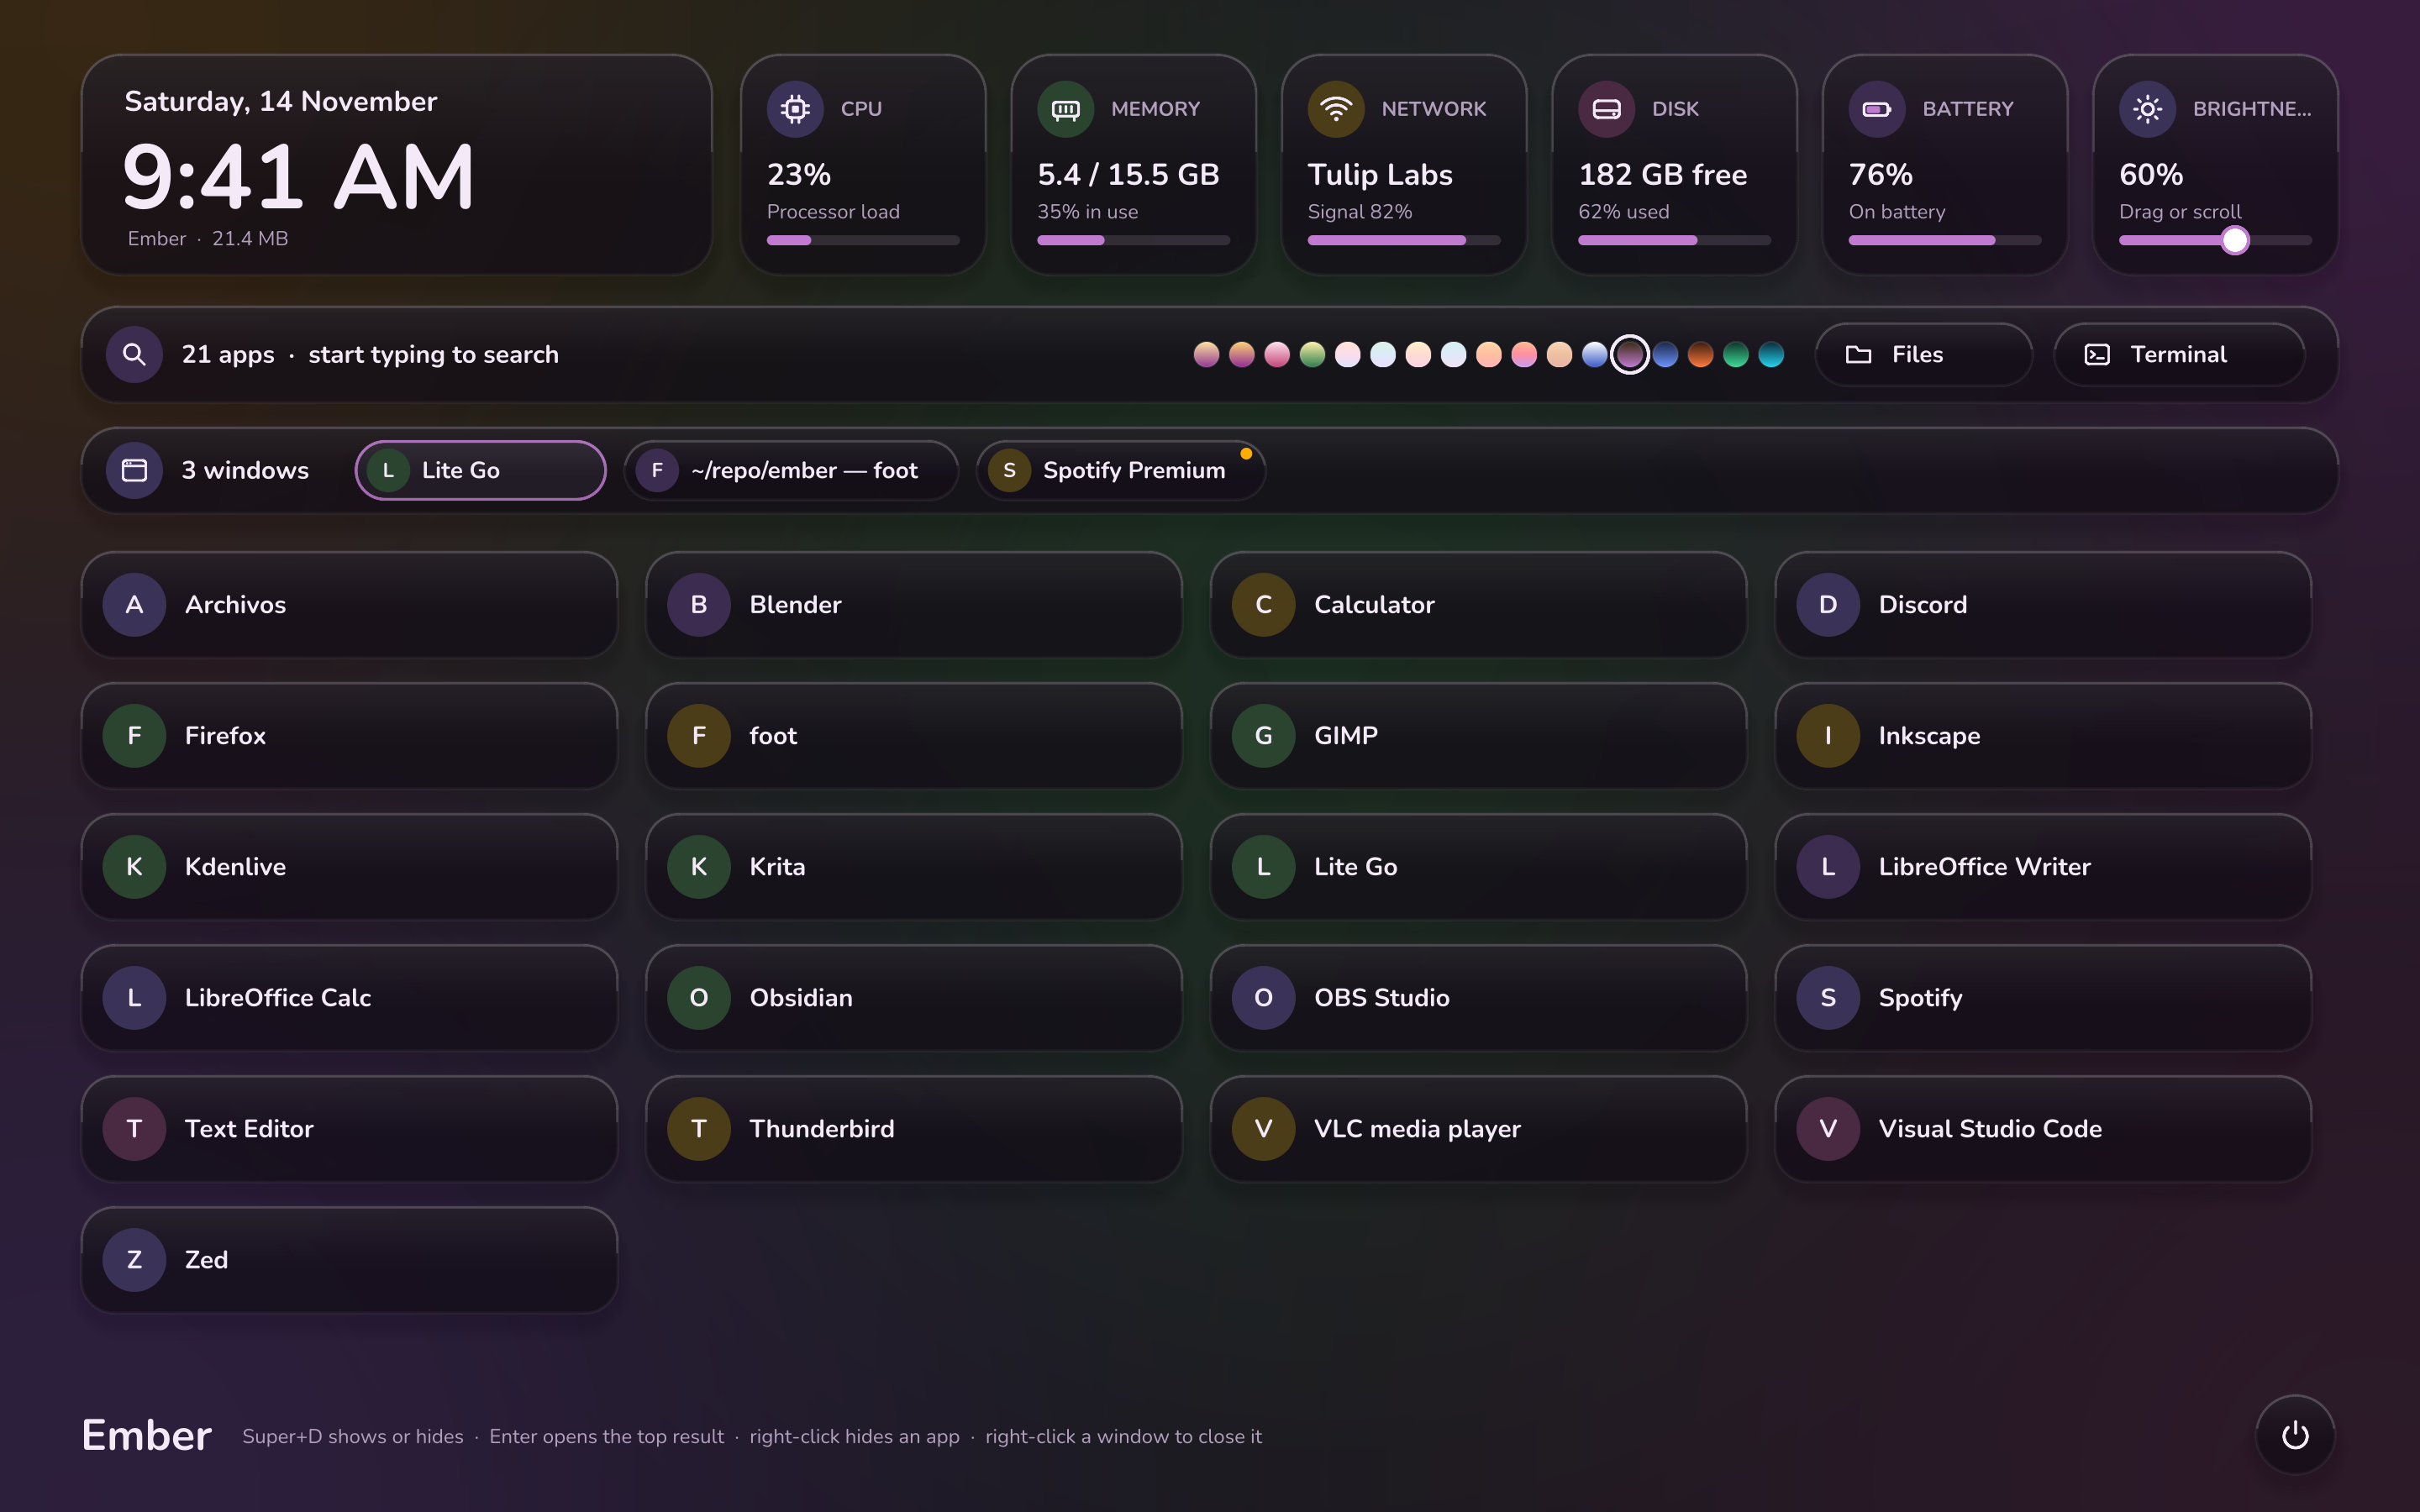 Saturday, 14 November
9:41 AM
Ember · 21.4 MB
CPU
23%
Processor load
MEMORY
5.4 / 15.5 GB
35% in use
NETWORK
Tulip Labs
Signal 82%
DISK
182 GB free
62% used
BATTERY
76%
On battery
BRIGHTNE...
60%
Drag or scroll
21 apps · start typing to search
Files
Terminal
3 windows
L Lite Go
F ~/repo/ember — foot
S Spotify Premium
A Archivos
B Blender
C Calculator
D Discord
F Firefox
F foot
G GIMP
I Inkscape
K Kdenlive
K Krita
L Lite Go
L LibreOffice Writer
L LibreOffice Calc
O Obsidian
O OBS Studio
S Spotify
T Text Editor
T Thunderbird
V VLC media player
V Visual Studio Code
Z Zed
Ember
Super+D shows or hides · Enter opens the top result · right-click hides an app · right-click a window to close it